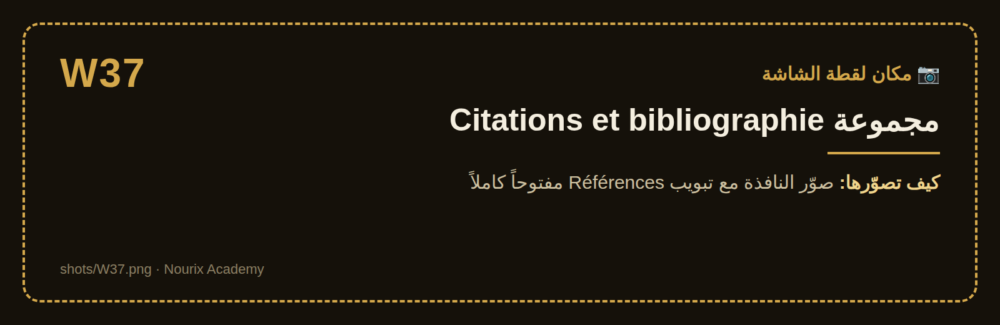 W37
📷 مكان لقطة الشاشة
مجموعة Citations et bibliographie
كيف تصوّرها: صوّر النافذة مع تبويب Références مفتوحاً كاملاً
shots/W37.png · Nourix Academy